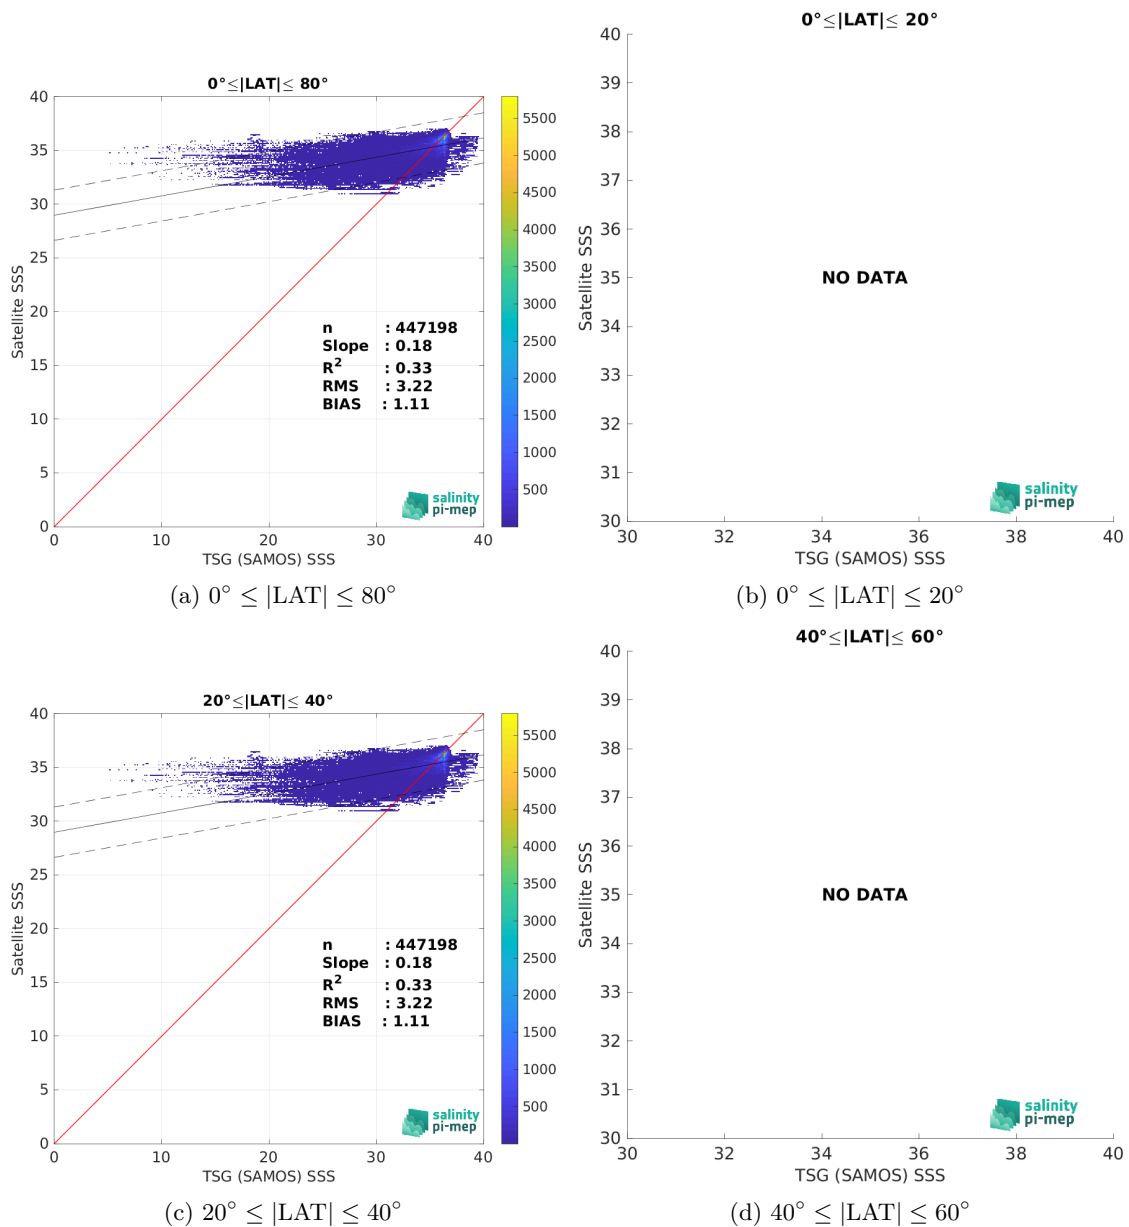 0°≤|LAT|≤ 80°
40
35
30
25
20
15
10
5
0
Satellite SSS
n : 447198
Slope : 0.18
R² : 0.33
RMS : 3.22
BIAS : 1.11
salinity
pi-mep
0 10 20 30 40
TSG (SAMOS) SSS
5500
5000
4500
4000
3500
3000
2500
2000
1500
1000
500
(a) 0° ≤ |LAT| ≤ 80°
0°≤|LAT|≤ 20°
40
39
38
37
36
35
34
33
32
31
30
Satellite SSS
NO DATA
salinity
pi-mep
30 32 34 36 38 40
TSG (SAMOS) SSS
(b) 0° ≤ |LAT| ≤ 20°
20°≤|LAT|≤ 40°
40
35
30
25
20
15
10
5
0
Satellite SSS
n : 447198
Slope : 0.18
R² : 0.33
RMS : 3.22
BIAS : 1.11
salinity
pi-mep
0 10 20 30 40
TSG (SAMOS) SSS
5500
5000
4500
4000
3500
3000
2500
2000
1500
1000
500
(c) 20° ≤ |LAT| ≤ 40°
40°≤|LAT|≤ 60°
40
39
38
37
36
35
34
33
32
31
30
Satellite SSS
NO DATA
salinity
pi-mep
30 32 34 36 38 40
TSG (SAMOS) SSS
(d) 40° ≤ |LAT| ≤ 60°